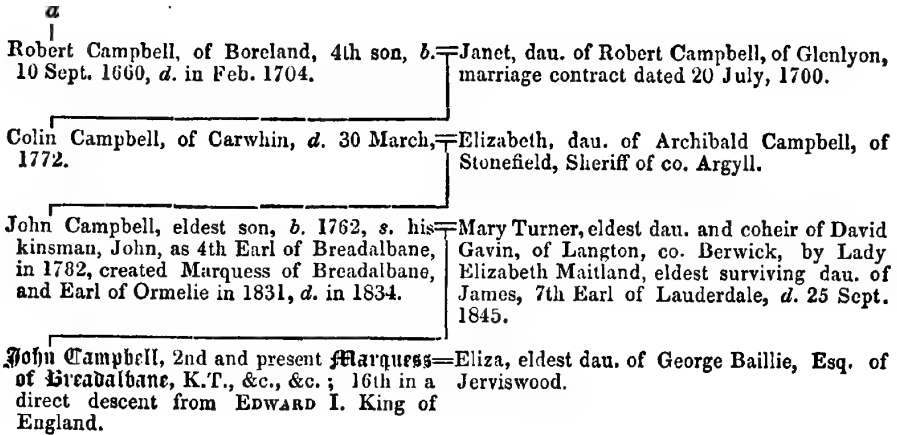 a
Robert Campbell, of Boreland, 4th son, b.
10 Sept. 1660, d. in Feb. 1704.
Janet, dau. of Robert Campbell, of Glenlyon,
marriage contract dated 20 July, 1700.
Colin Campbell, of Carwhin, d. 30 March,
1772.
Elizabeth, dau. of Archibald Campbell, of
Stonefield, Sheriff of co. Argyll.
John Campbell, eldest son, b. 1762, s. his
kinsman, John, as 4th Earl of Breadalbane,
in 1782, created Marquess of Breadalbane,
and Earl of Ormelie in 1831, d. in 1834.
Mary Turner, eldest dau. and coheir of David
Gavin, of Langton, co. Berwick, by Lady
Elizabeth Maitland, eldest surviving dau. of
James, 7th Earl of Lauderdale, d. 25 Sept.
1845.
John Campbell, 2nd and present Marquess
of Breadalbane, K.T., &c., &c. ; 16th in a
direct descent from EDWARD I. King of
England.
Eliza, eldest dau. of George Baillie, Esq. of
Jerviswood.